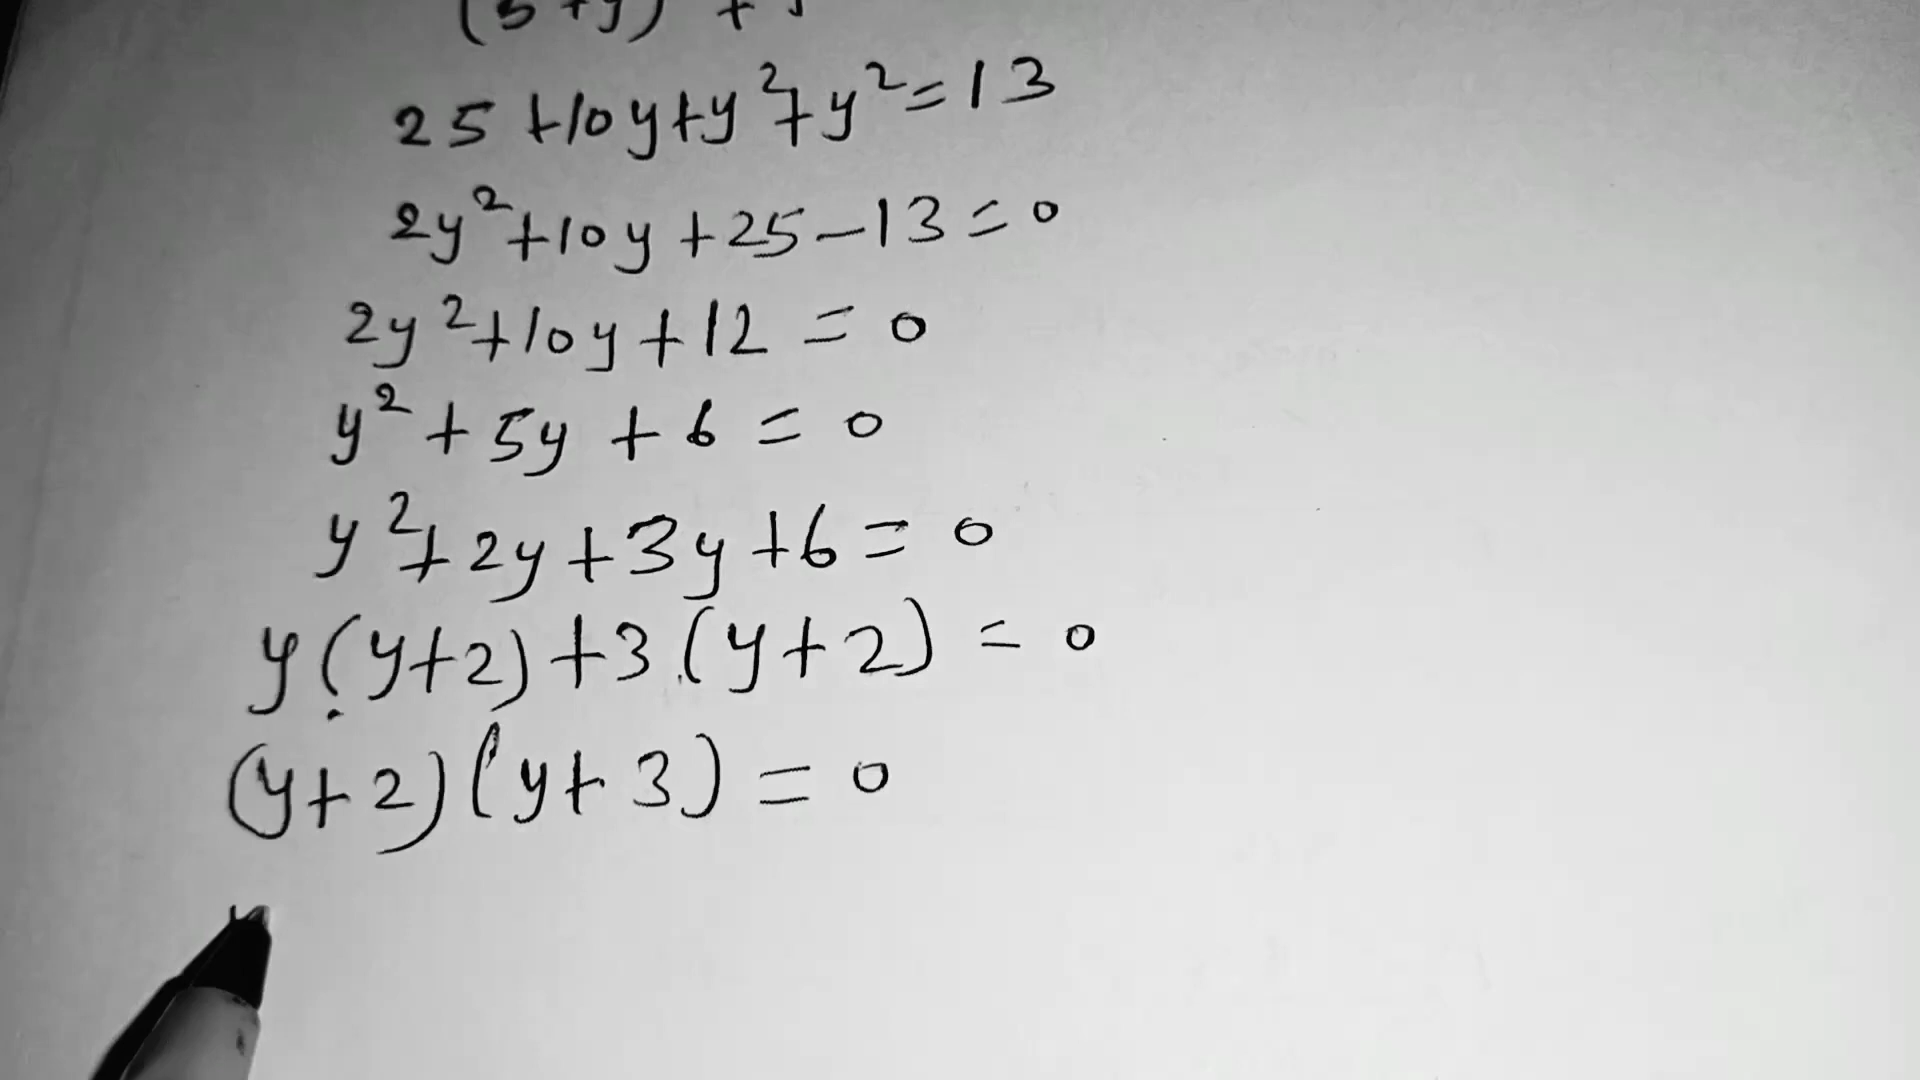 (5+y) +
25+10y+y²+y²=13
2y²+10y+25-13=0
2y²+10y+12=0
y²+5y+6=0
y²+2y+3y+6=0
y(y+2)+3(y+2)=0
(y+2)(y+3)=0